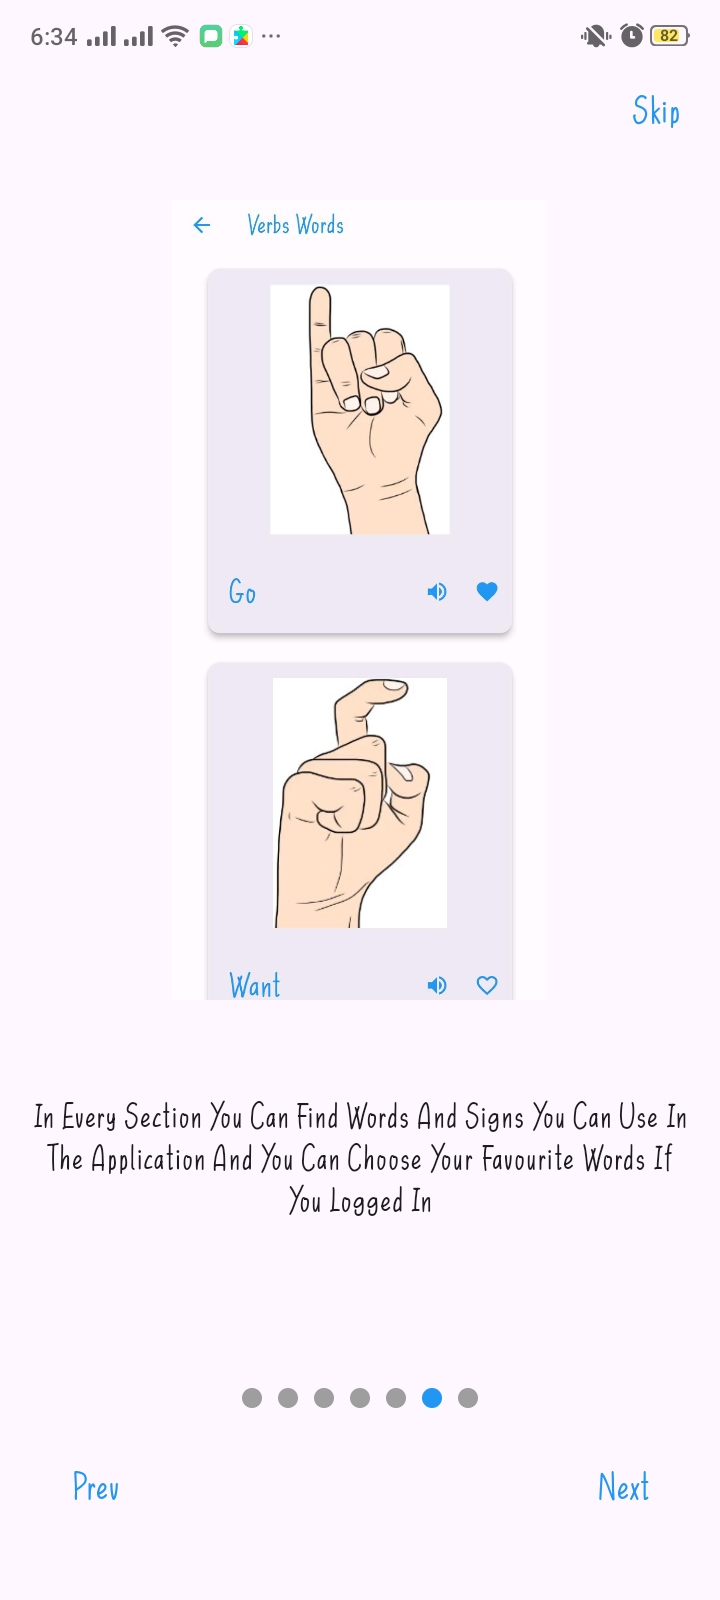 6:34
82
Skip
Verbs Words
Go
Want
In Every Section You Can Find Words And Signs You Can Use In
The Application And You Can Choose Your Favourite Words If
You Logged In
Prev
Next